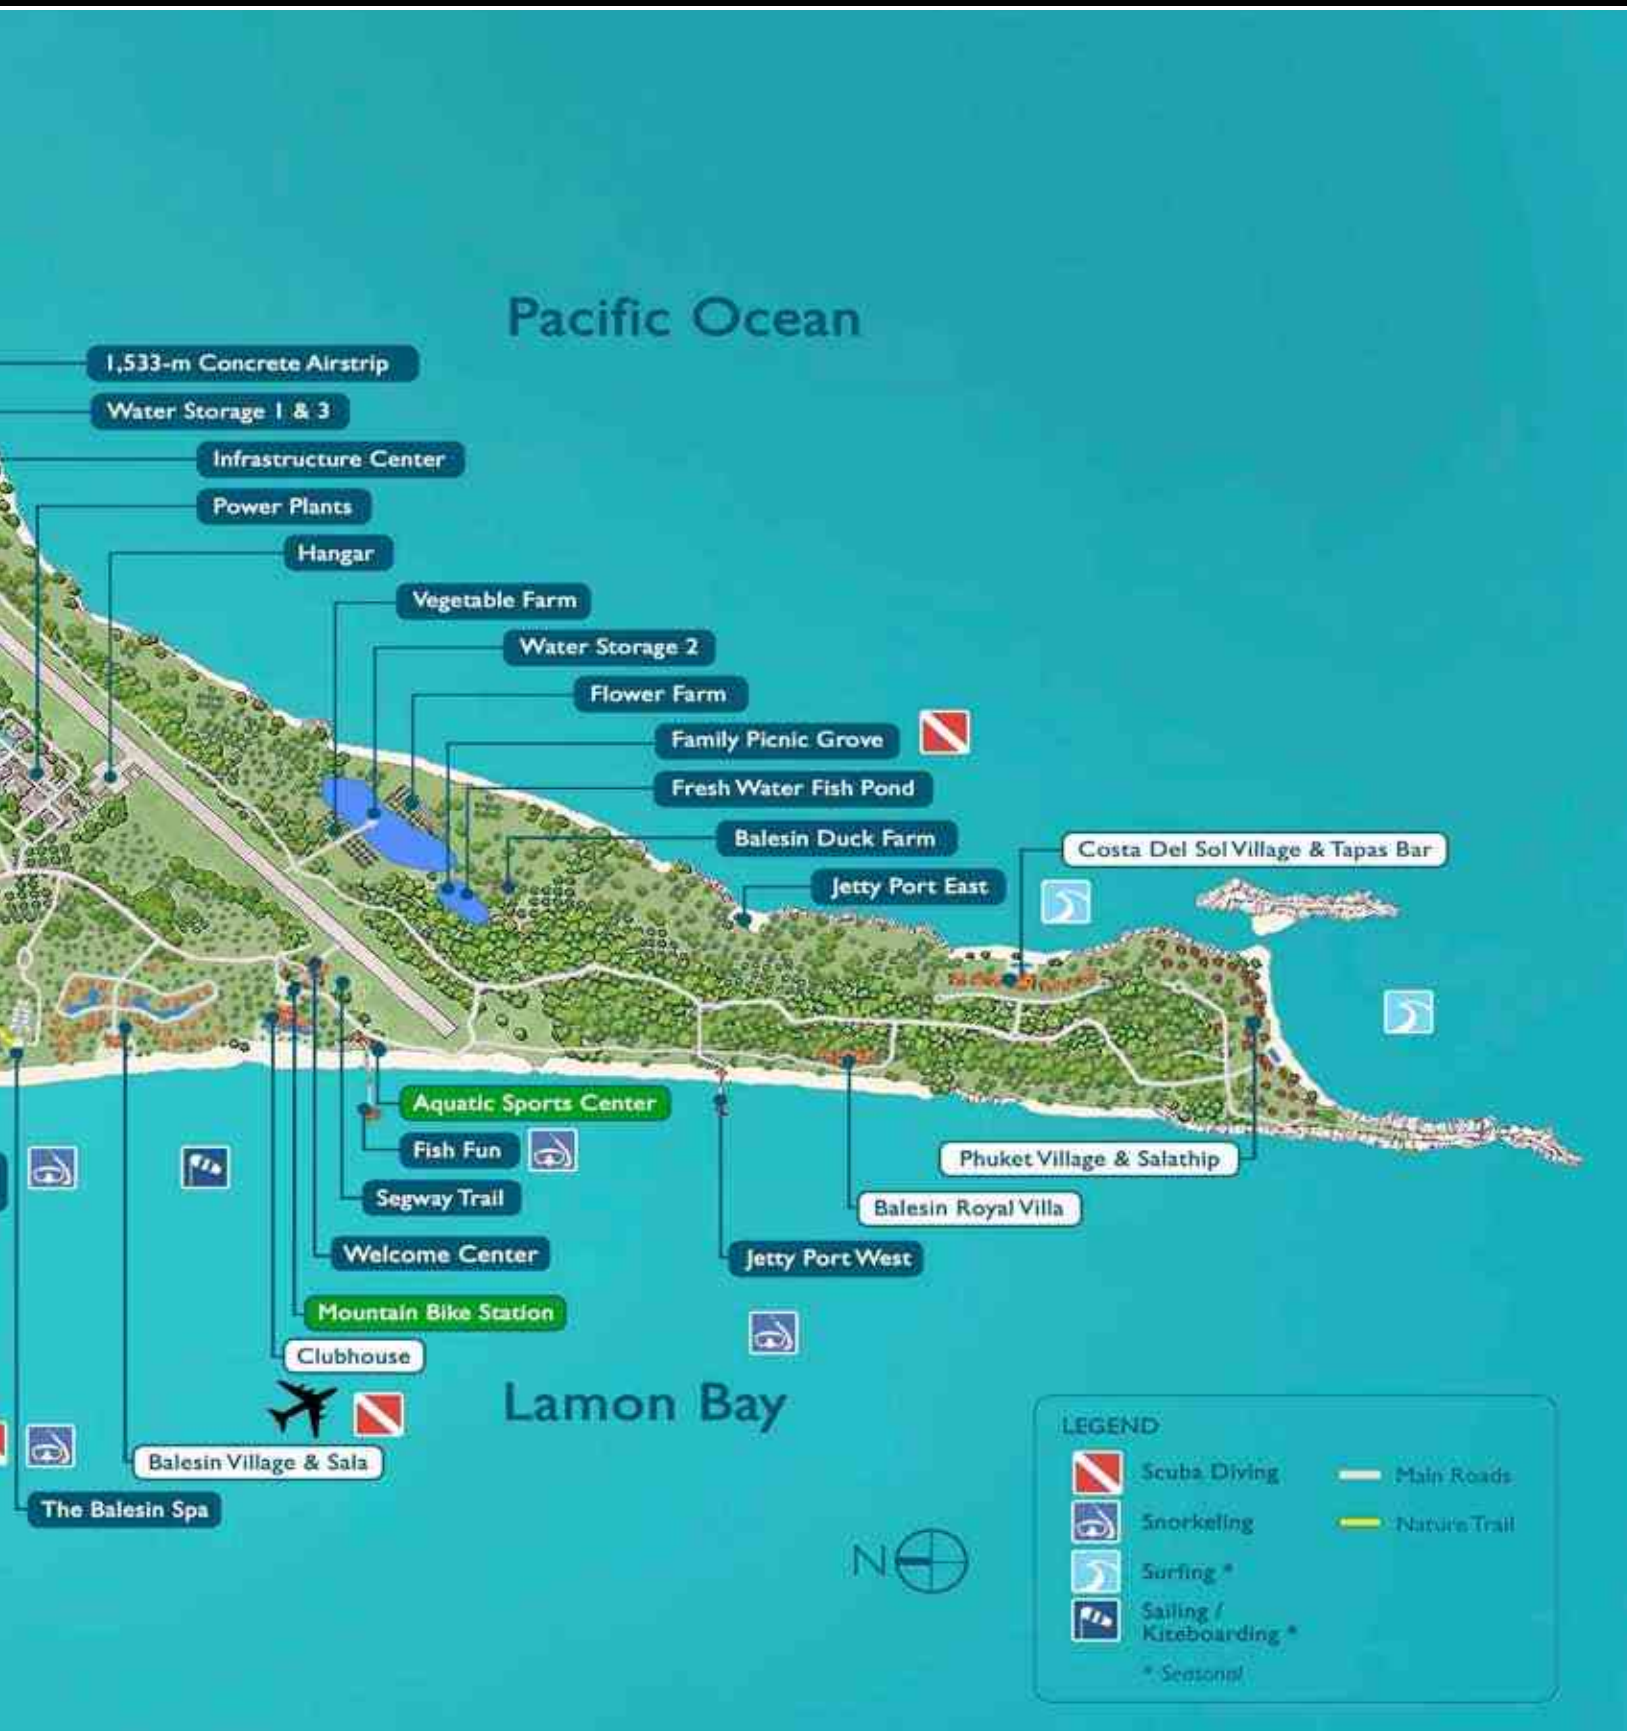 Pacific Ocean
1,533-m Concrete Airstrip
Water Storage 1 & 3
Infrastructure Center
Power Plants
Hangar
Vegetable Farm
Water Storage 2
Flower Farm
Family Picnic Grove
Fresh Water Fish Pond
Balesin Duck Farm
Costa Del Sol Village & Tapas Bar
Jetty Port East
Aquatic Sports Center
Fish Fun
Phuket Village & Salathip
Segway Trail
Balesin Royal Villa
Welcome Center
Jetty Port West
Mountain Bike Station
Clubhouse
Lamon Bay
Balesin Village & Sala
The Balesin Spa
N
LEGEND
Scuba Diving
Main Roads
Snorkeling
Nature Trail
Surfing *
Sailing /
Kiteboarding *
* Seasonal